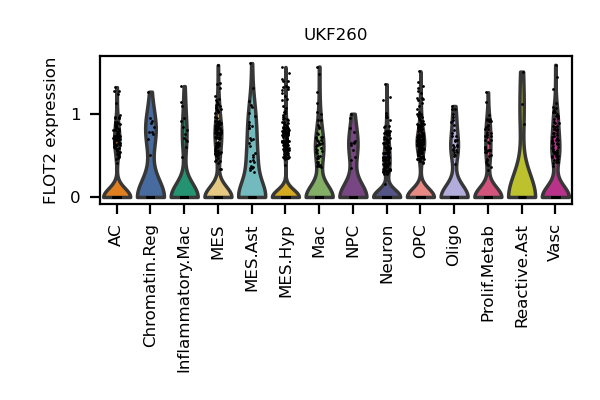 UKF260
FLOT2 expression
1
0
AC
Chromatin.Reg
Inflammatory.Mac
MES
MES.Ast
MES.Hyp
Mac
NPC
Neuron
OPC
Oligo
Prolif.Metab
Reactive.Ast
Vasc